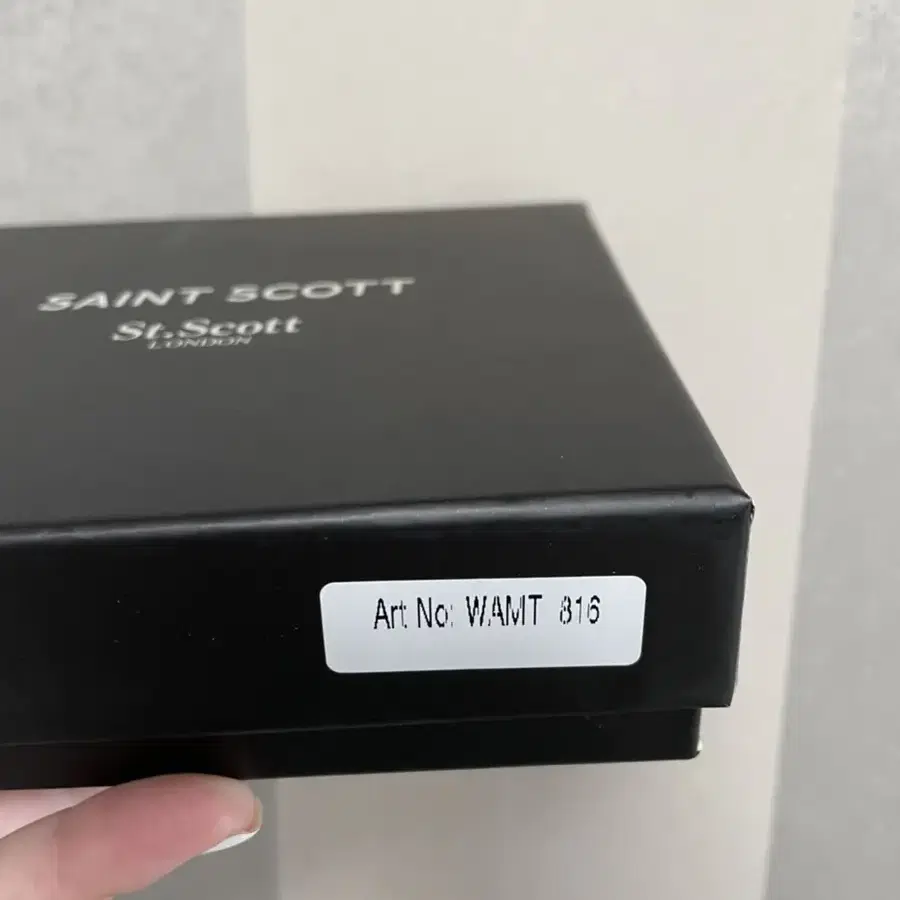 SAINT SCOTT
St.Scott
LONDON
Art No: WAMT 816